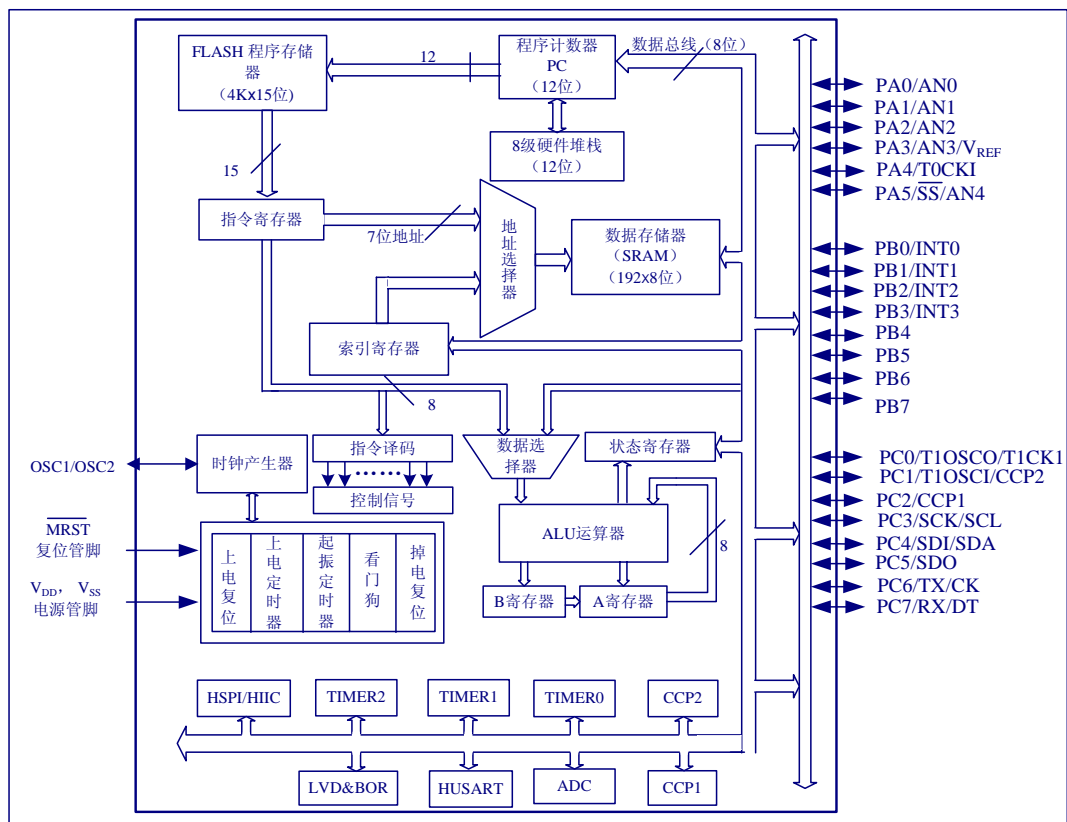 FLASH 程序存储
器
(4Kx15位)
12
程序计数器
PC
(12位)
数据总线（8位）
8级硬件堆栈
(12位)
15
指令寄存器
7位地址
地址选择器
数据存储器
(SRAM)
(192x8位)
索引寄存器
8
OSC1/OSC2
时钟产生器
指令译码
······
控制信号
数据选
择器
状态寄存器
ALU运算器
8
B寄存器
A寄存器
MRST
复位管脚
VDD， VSS
电源管脚
上电复位
上电定时器
起振定时器
看门狗
掉电复位
HSPI/HIIC
TIMER2
TIMER1
TIMER0
CCP2
LVD&BOR
HUSART
ADC
CCP1
PA0/AN0
PA1/AN1
PA2/AN2
PA3/AN3/VREF
PA4/T0CKI
PA5/SS/AN4
PB0/INT0
PB1/INT1
PB2/INT2
PB3/INT3
PB4
PB5
PB6
PB7
PC0/T1OSCO/T1CK1
PC1/T1OSCI/CCP2
PC2/CCP1
PC3/SCK/SCL
PC4/SDI/SDA
PC5/SDO
PC6/TX/CK
PC7/RX/DT